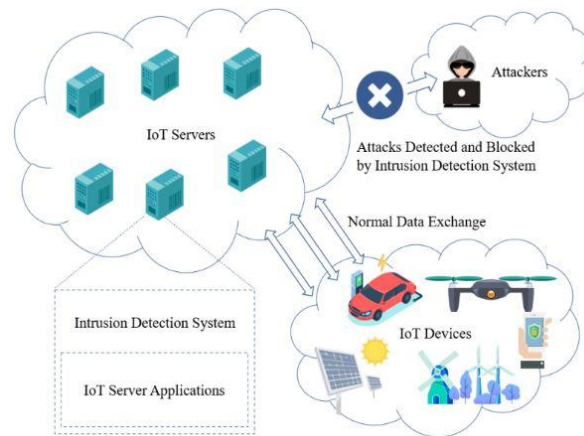 Attackers
IoT Servers
Attacks Detected and Blocked
by Intrusion Detection System
Normal Data Exchange
Intrusion Detection System
IoT Server Applications
IoT Devices